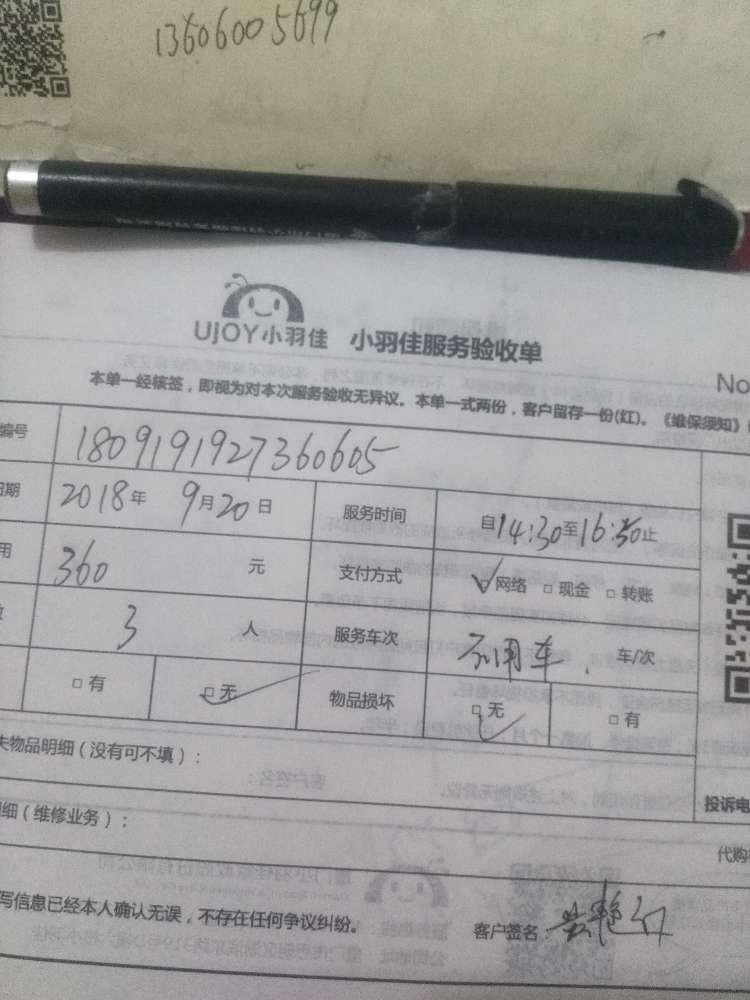 13606005699
UJOY小羽佳 小羽佳服务验收单
No
本单一经核签，即视为对本次服务验收无异议。本单一式两份，客户留存一份(红)。《维保须知》
编号 1809191927360605
日期 2018年 9月20日 服务时间 自14:30至16:30止
用 360 元 支付方式 ☑网络 □现金 □转账
数 3 人 服务车次 不用车. 车/次
□有 ☑无 物品损坏 ☑无 □有
失物品明细（没有可不填）：
投诉电
细（维修业务）：
代购
写信息已经本人确认无误，不存在任何争议纠纷。 客户签名